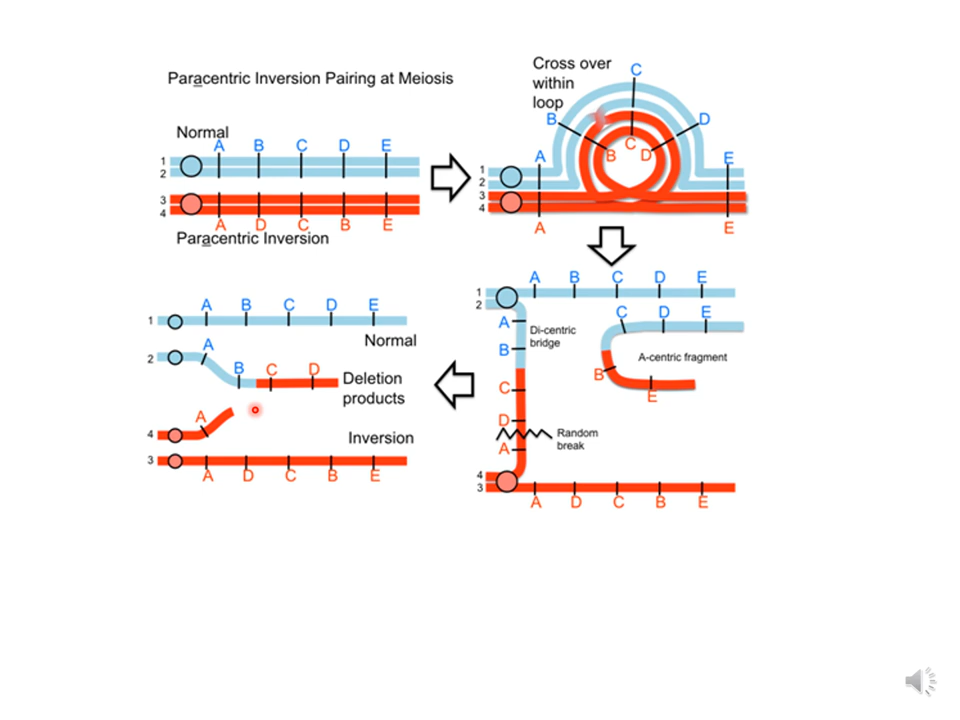 Paracentric Inversion Pairing at Meiosis
Normal
A B C D E
1
2
3
4
A D C B E
Paracentric Inversion
Cross over
within
loop
C
B D
A E
1
2
3
4
B C D
A E
A B C D E
1
2
A
B
C
D
A
Di-centric
bridge
Random
break
4
3
A D C B E
C D E
A-centric fragment
B
E
A B C D E
1
Normal
2
A
B C D
Deletion
products
A
4
Inversion
3
A D C B E